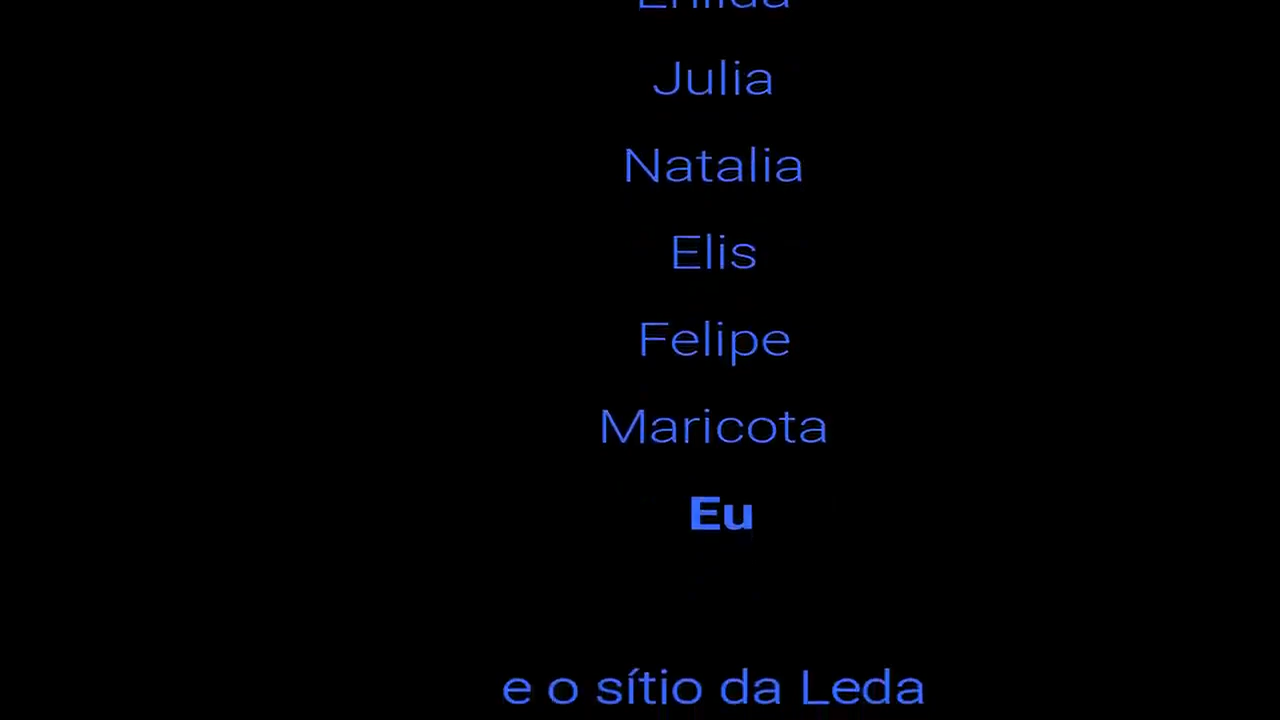 Julia
Natalia
Elis
Felipe
Maricota
Eu
e o sítio da Leda